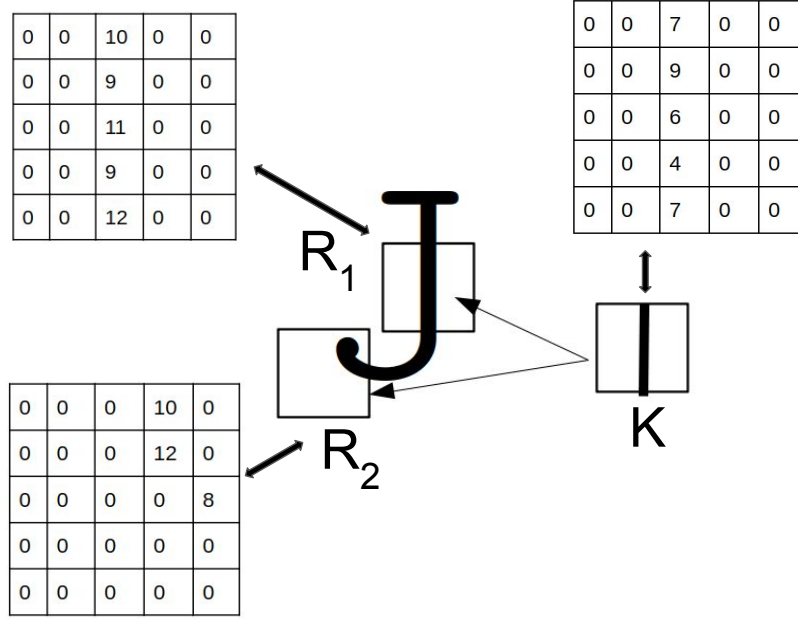 0 0 10 0 0
0 0 9 0 0
0 0 11 0 0
0 0 9 0 0
0 0 12 0 0
0 0 7 0 0
0 0 9 0 0
0 0 6 0 0
0 0 4 0 0
0 0 7 0 0
J
R1
K
R2
0 0 0 10 0
0 0 0 12 0
0 0 0 0 8
0 0 0 0 0
0 0 0 0 0